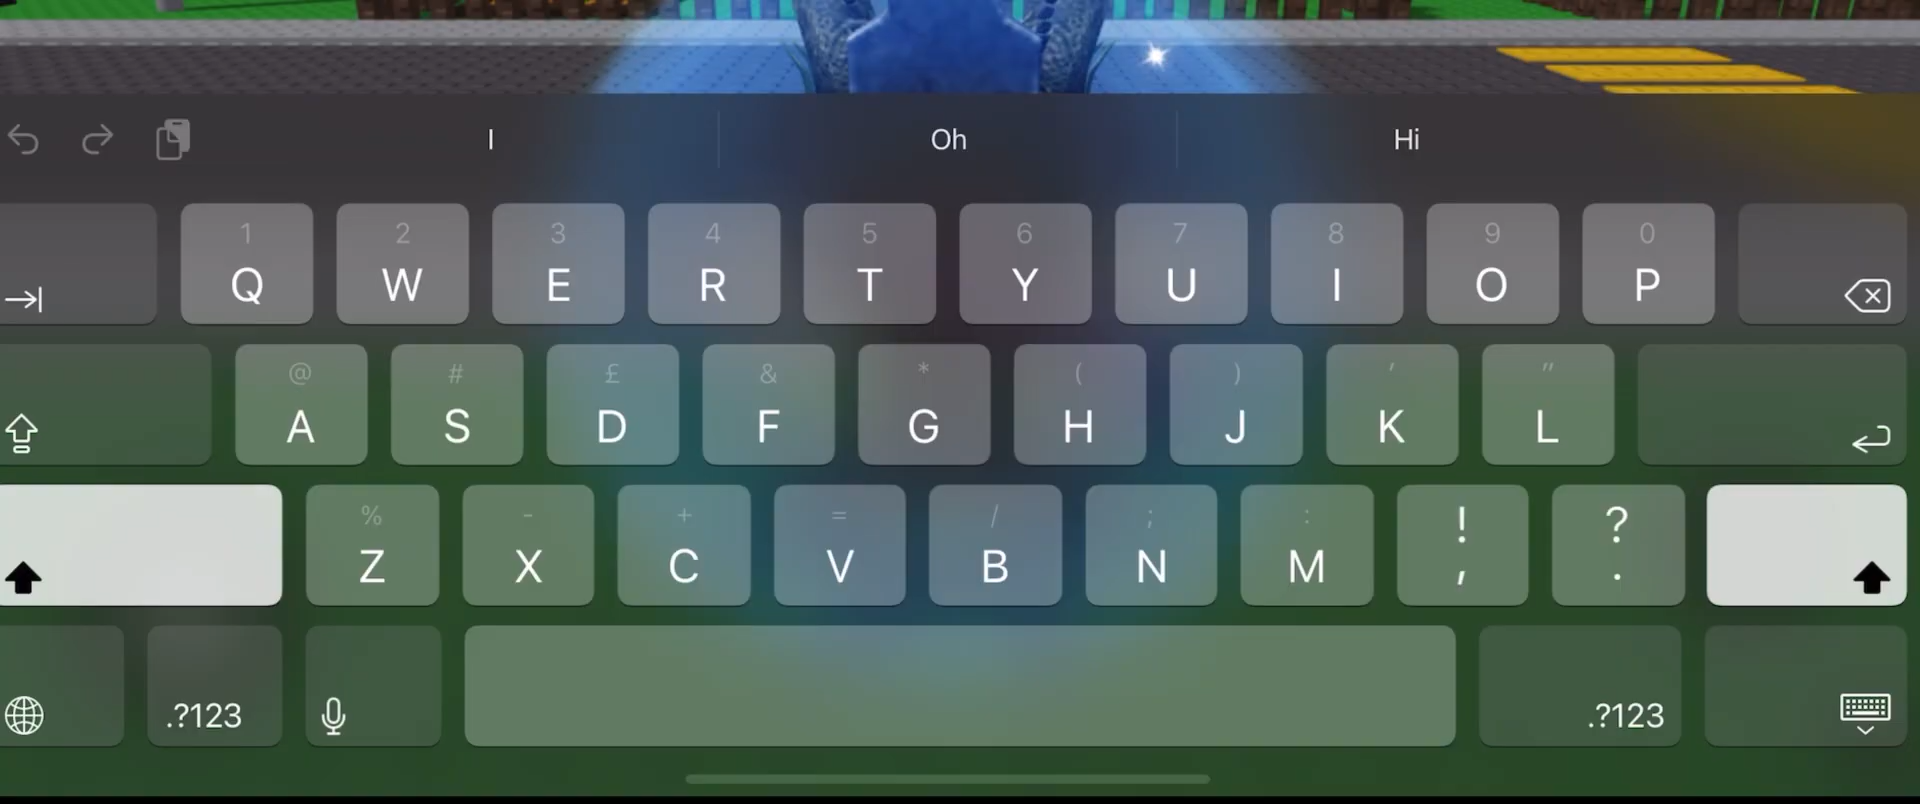 I Oh Hi
1 2 3 4 5 6 7 8 9 0
Q W E R T Y U I O P
@ # £ & * ( ) ' "
A S D F G H J K L
% - + = / ; : ! ?
Z X C V B N M , .
.?123 .?123